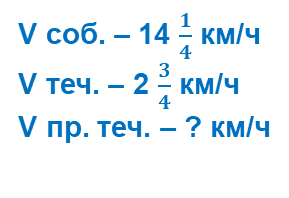 V соб. – 14 1/4 км/ч
V теч. – 2 3/4 км/ч
V пр. теч. – ? км/ч